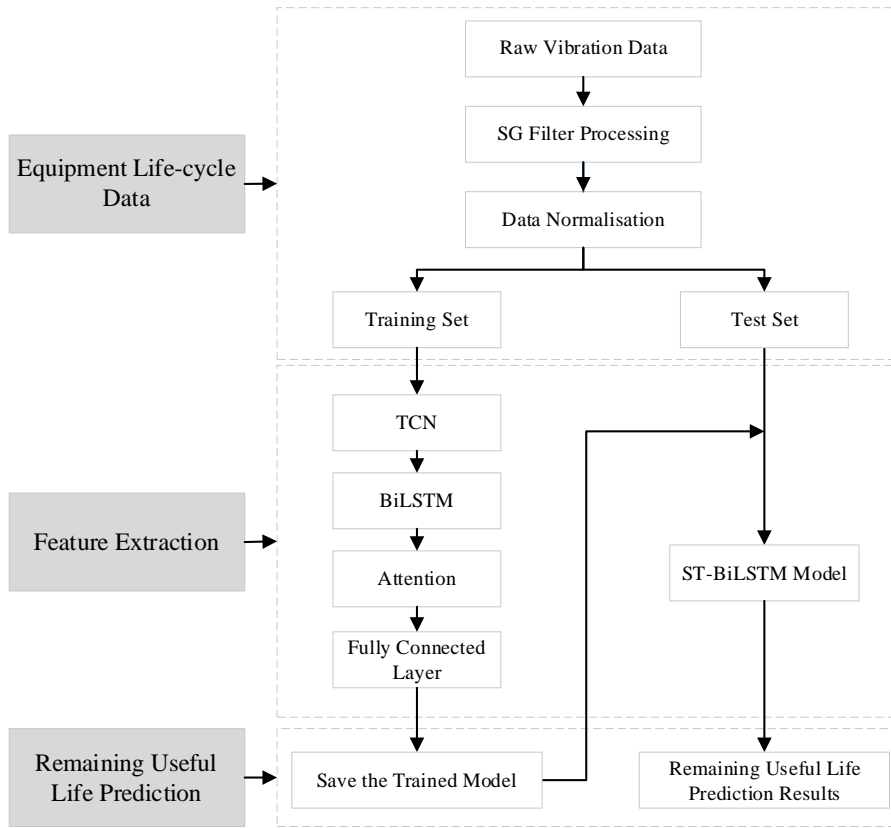 Raw Vibration Data
SG Filter Processing
Equipment Life-cycle
Data
Data Normalisation
Training Set
Test Set
TCN
BiLSTM
Feature Extraction
Attention
ST-BiLSTM Model
Fully Connected
Layer
Remaining Useful
Life Prediction
Save the Trained Model
Remaining Useful Life
Prediction Results